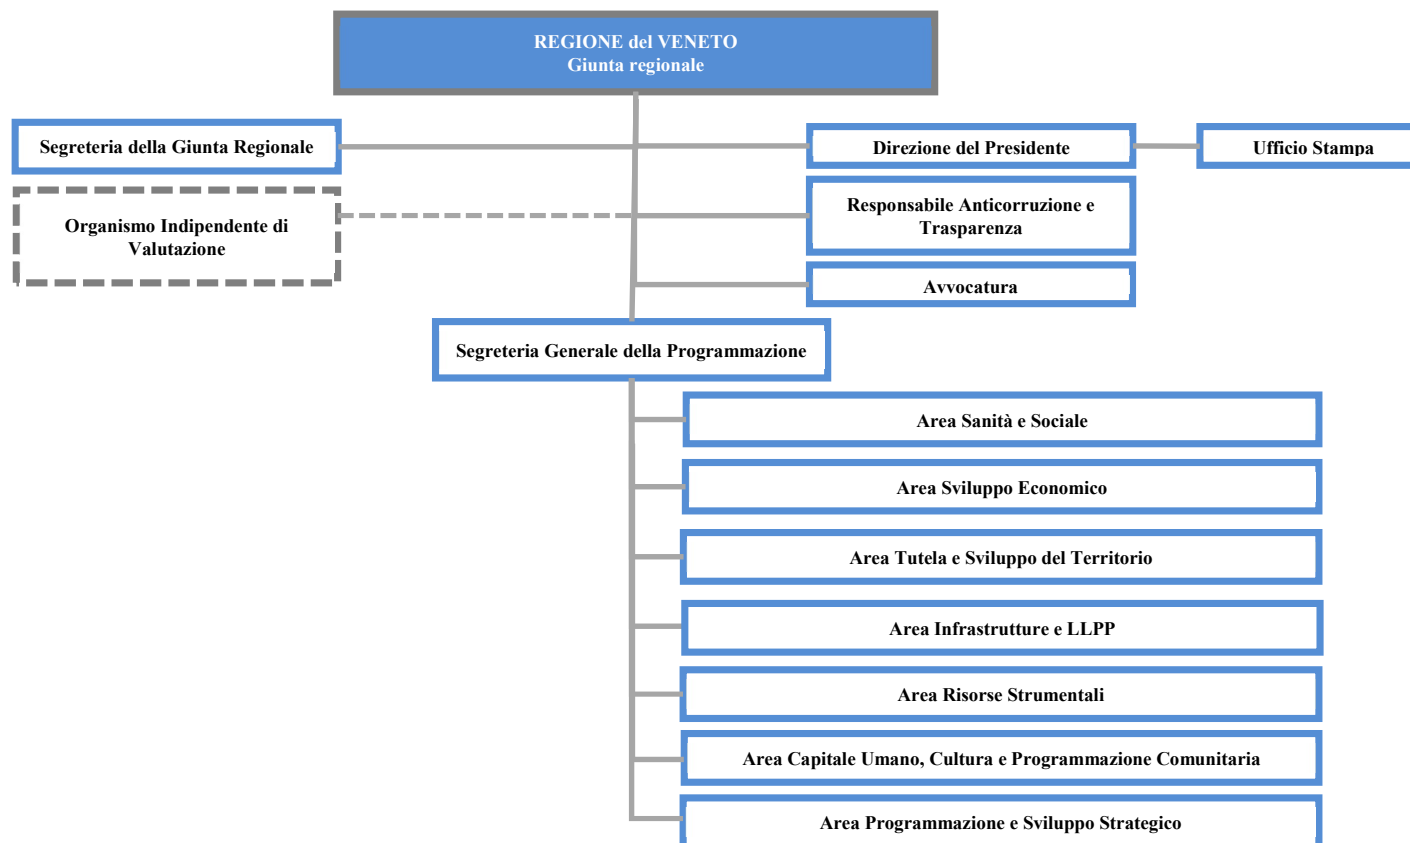 REGIONE del VENETO
Giunta regionale
Segreteria della Giunta Regionale
Direzione del Presidente
Ufficio Stampa
Organismo Indipendente di
Valutazione
Responsabile Anticorruzione e
Trasparenza
Avvocatura
Segreteria Generale della Programmazione
Area Sanità e Sociale
Area Sviluppo Economico
Area Tutela e Sviluppo del Territorio
Area Infrastrutture e LLPP
Area Risorse Strumentali
Area Capitale Umano, Cultura e Programmazione Comunitaria
Area Programmazione e Sviluppo Strategico